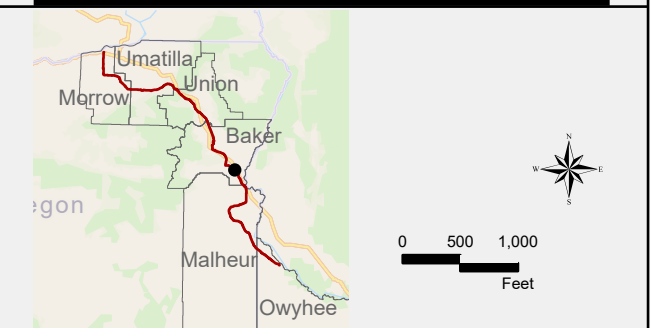 Umatilla
Union
Morrow
Baker
egon
Malheur
Owyhee
N
W E
S
0 500 1,000
Feet